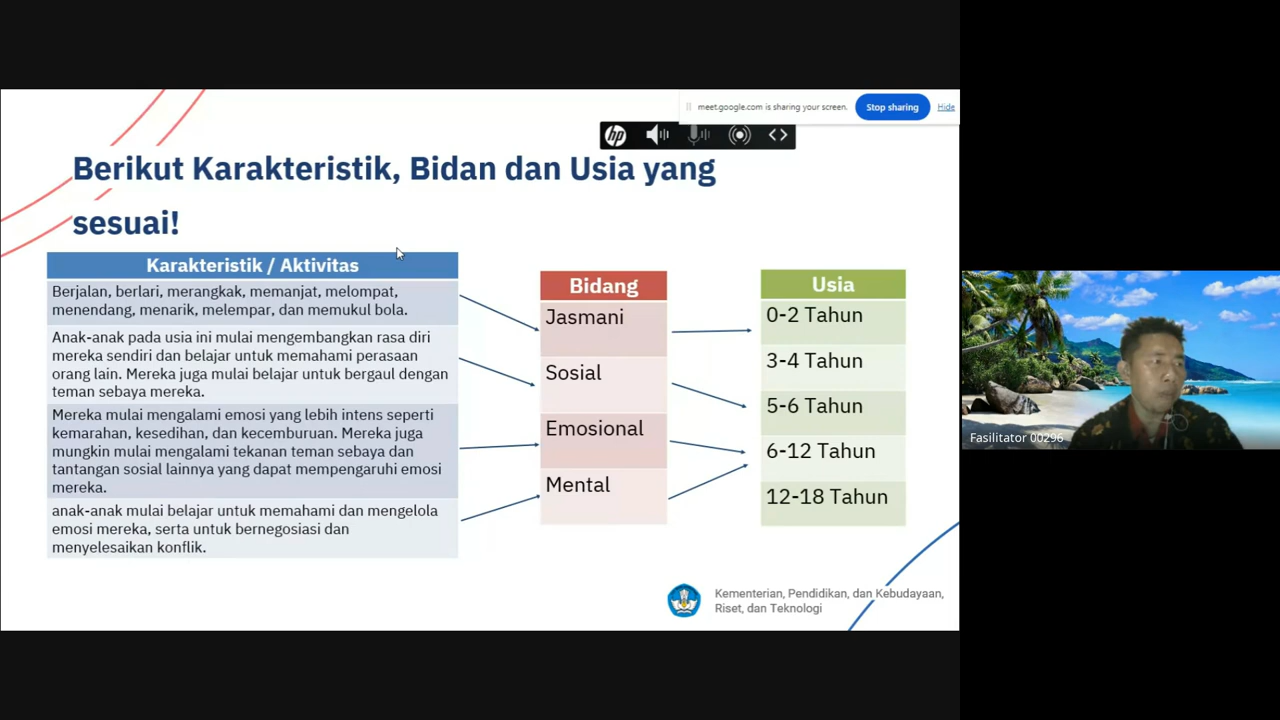 meet.google.com is sharing your screen.
Stop sharing
Hide
hp
Berikut Karakteristik, Bidan dan Usia yang
sesuai!
Karakteristik / Aktivitas
Berjalan, berlari, merangkak, memanjat, melompat,
menendang, menarik, melempar, dan memukul bola.
Anak-anak pada usia ini mulai mengembangkan rasa diri
mereka sendiri dan belajar untuk memahami perasaan
orang lain. Mereka juga mulai belajar untuk bergaul dengan
teman sebaya mereka.
Mereka mulai mengalami emosi yang lebih intens seperti
kemarahan, kesedihan, dan kecemburuan. Mereka juga
mungkin mulai mengalami tekanan teman sebaya dan
tantangan sosial lainnya yang dapat mempengaruhi emosi
mereka.
anak-anak mulai belajar untuk memahami dan mengelola
emosi mereka, serta untuk bernegosiasi dan
menyelesaikan konflik.
Bidang
Jasmani
Sosial
Emosional
Mental
Usia
0-2 Tahun
3-4 Tahun
5-6 Tahun
6-12 Tahun
12-18 Tahun
Kementerian, Pendidikan, dan Kebudayaan,
Riset, dan Teknologi
Fasilitator 00296